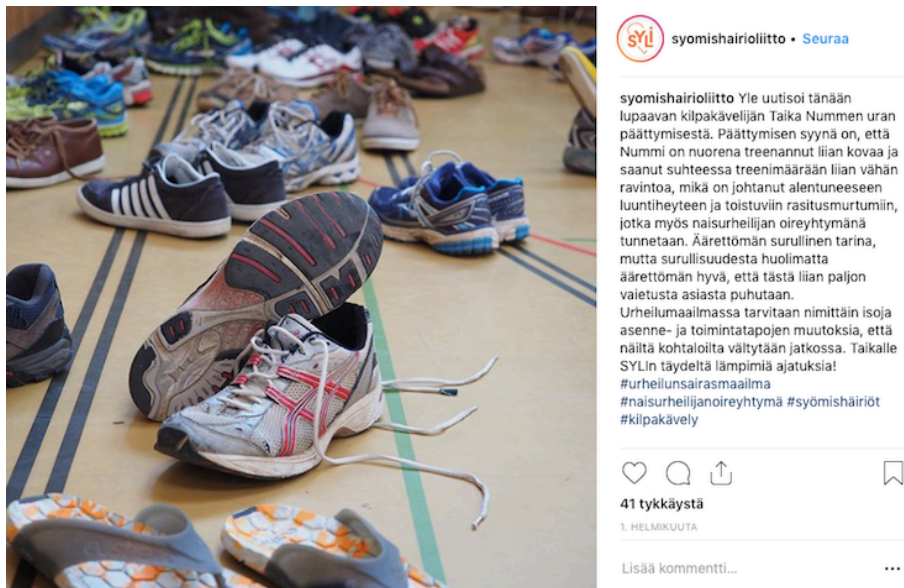 SYLI
syomishairioliitto • Seuraa
syomishairioliitto Yle uutisoi tänään
lupaavan kilpakävelijän Taika Nummen uran
päättymisestä. Päättymisen syynä on, että
Nummi on nuorena treenannut liian kovaa ja
saanut suhteessa treenimäärään liian vähän
ravintoa, mikä on johtanut alentuneeseen
luuntiheyteen ja toistuviin rasitusmurtumiin,
jotka myös naisurheilijan oireyhtymänä
tunnetaan. Äärettömän surullinen tarina,
mutta surullisuudesta huolimatta
äärettömän hyvä, että tästä liian paljon
vaietusta asiasta puhutaan.
Urheilumaailmassa tarvitaan nimittäin isoja
asenne- ja toimintatapojen muutoksia, että
näiltä kohtaloilta vältytään jatkossa. Taikalle
SYLIn täydeltä lämpimiä ajatuksia!
#urheilunsairasmaailma
#naisurheilijanoireyhtymä #syömishäiriöt
#kilpakävely
41 tykkäystä
1. HELMIKUUTA
Lisää kommentti...